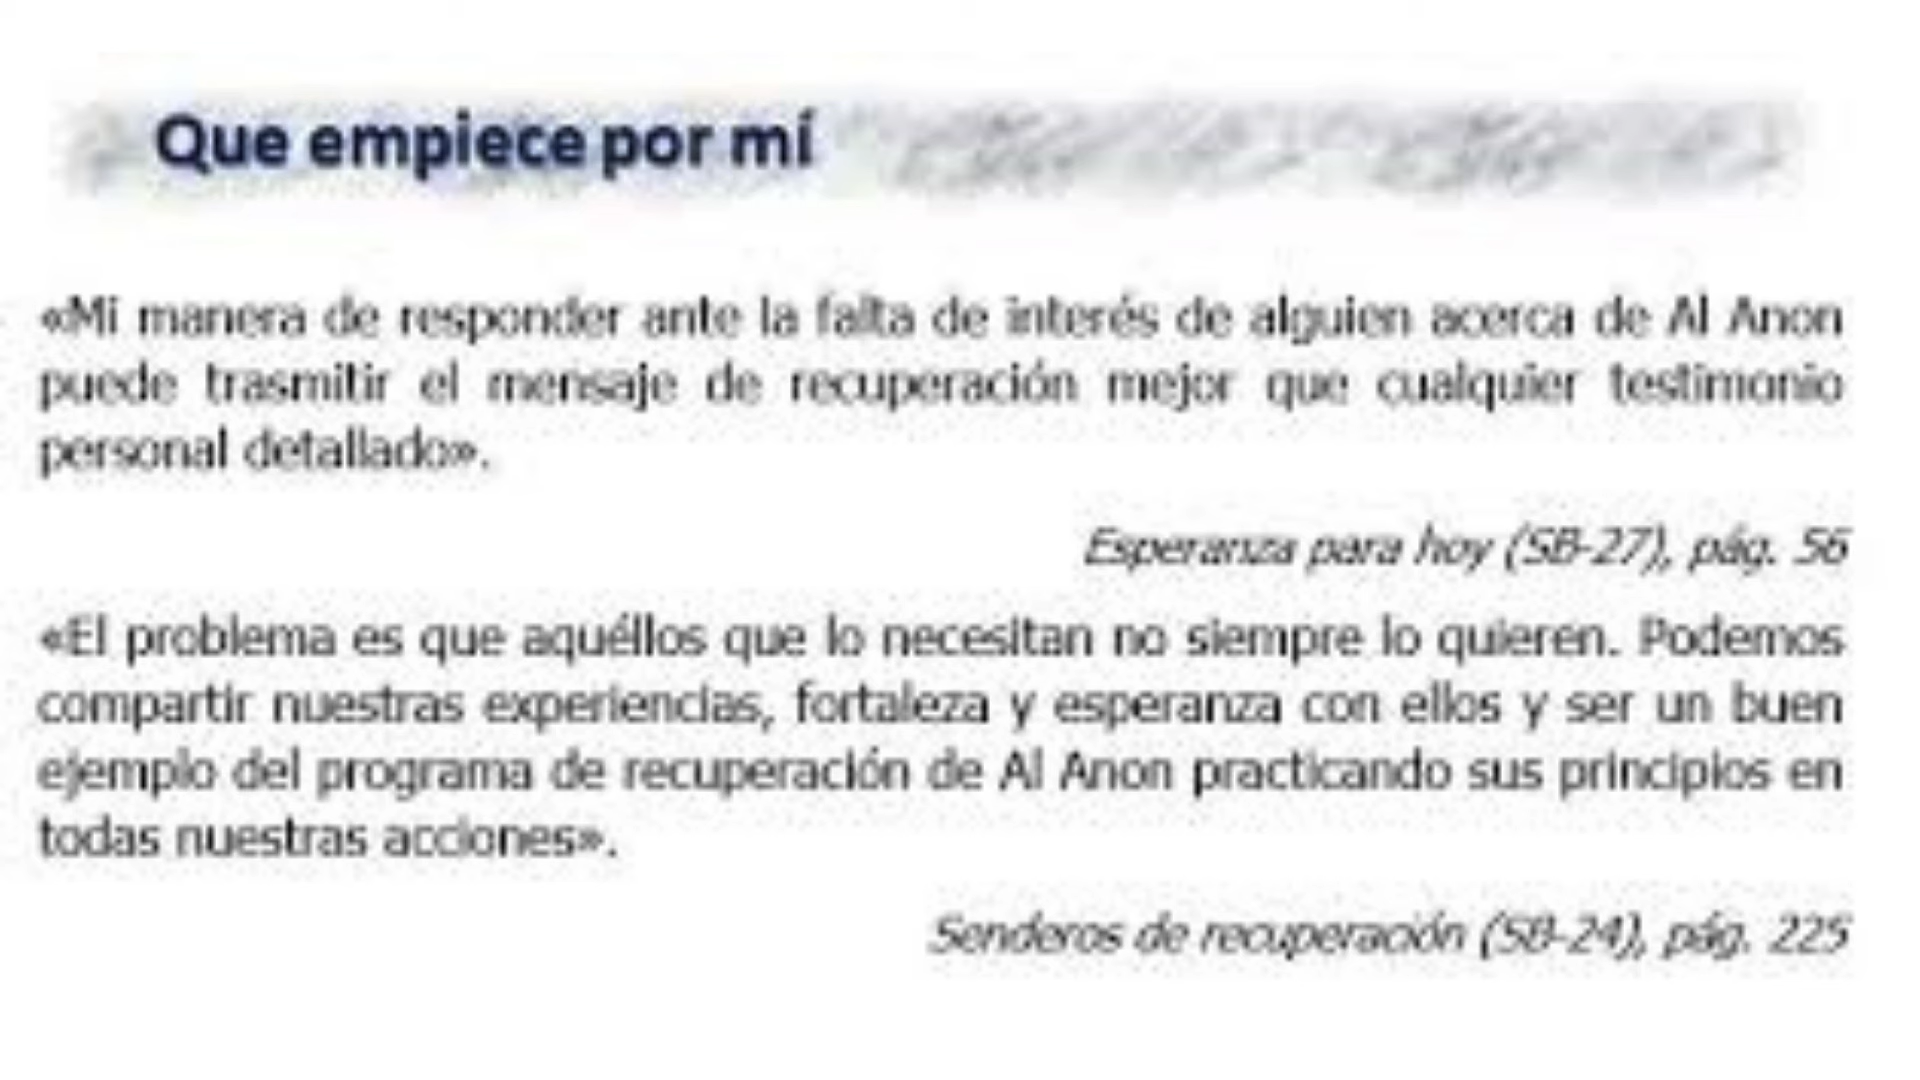 Que empiece por mí
«Mi manera de responder ante la falta de interés de alguien acerca de Al Anon
puede trasmitir el mensaje de recuperación mejor que cualquier testimonio
personal detallado».
Esperanza para hoy (SB-27), pág. 56
«El problema es que aquéllos que lo necesitan no siempre lo quieren. Podemos
compartir nuestras experiencias, fortaleza y esperanza con ellos y ser un buen
ejemplo del programa de recuperación de Al Anon practicando sus principios en
todas nuestras acciones».
Senderos de recuperación (SB-24), pág. 225